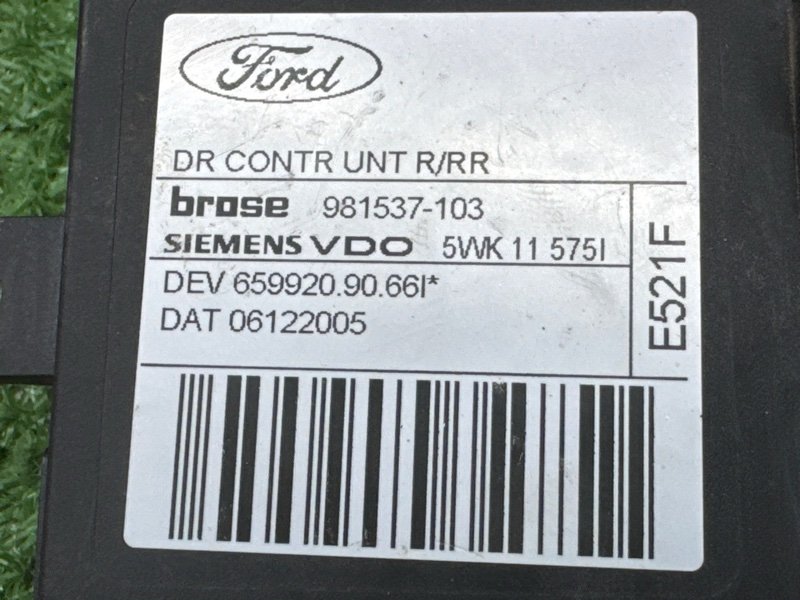 Ford
DR CONTR UNT R/RR
brose 981537-103
SIEMENS VDO 5WK 11 575I
DEV 659920.90.66I*
DAT 06122005
E521F